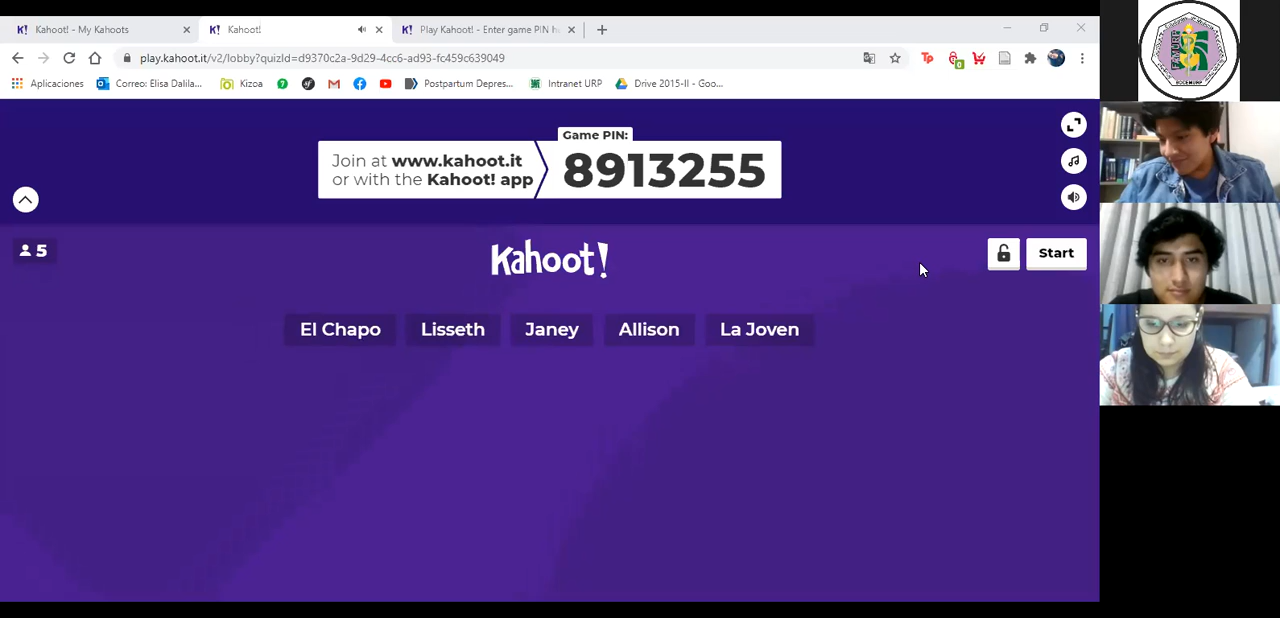 Kahoot! - My Kahoots
Kahoot!
Play Kahoot! - Enter game PIN h
play.kahoot.it/v2/lobby?quizId=d9370c2a-9d29-4cc6-ad93-fc459c631049
Aplicaciones
Correo: Elisa Dalila...
Kizoa
Postpartum Depress...
Intranet URP
Drive 2015-II - Goo...
Game PIN:
Join at www.kahoot.it
or with the Kahoot! app
8913255
5
Kahoot!
Start
El Chapo
Lisseth
Janey
Allison
La Joven